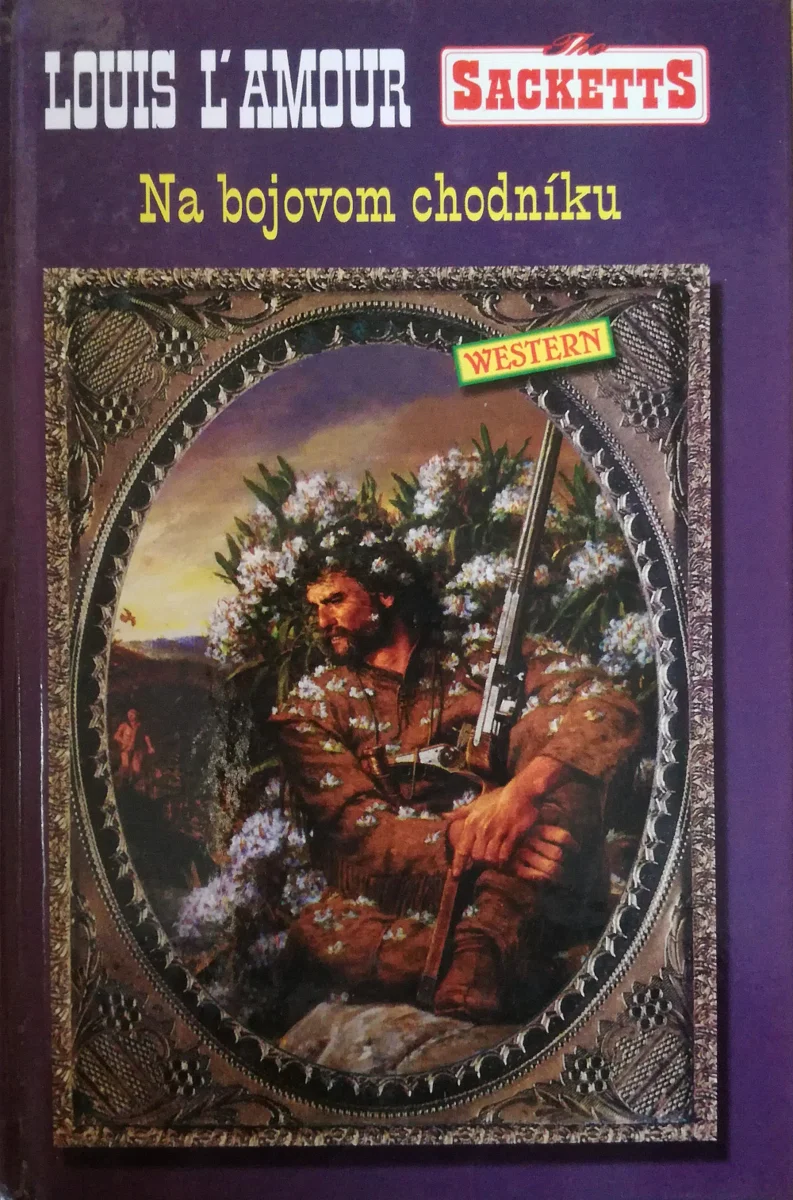 LOUIS L'AMOUR
The
SACKETTS
Na bojovom chodníku
WESTERN